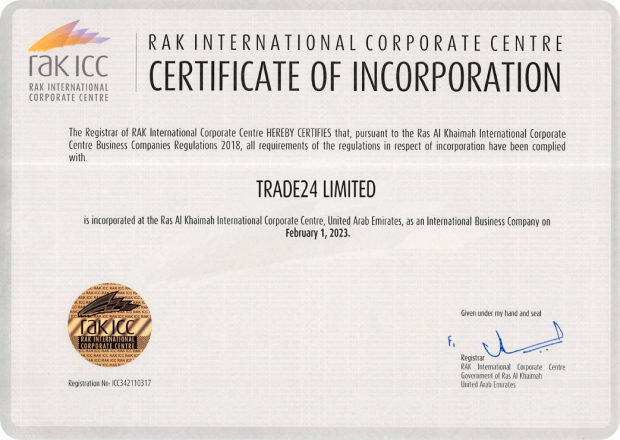 rak icc
RAK INTERNATIONAL
CORPORATE CENTRE
RAK INTERNATIONAL CORPORATE CENTRE
CERTIFICATE OF INCORPORATION
The Registrar of RAK International Corporate Centre HEREBY CERTIFIES that, pursuant to the Ras Al Khaimah International Corporate
Centre Business Companies Regulations 2018, all requirements of the regulations in respect of incorporation have been complied
with.
TRADE24 LIMITED
is incorporated at the Ras Al Khaimah International Corporate Centre, United Arab Emirates, as an International Business Company on
February 1, 2023.
rak icc
RAK INTERNATIONAL
CORPORATE CENTRE
Registration No: ICC342110317
Given under my hand and seal
F,
Registrar
RAK International Corporate Centre
Government of Ras Al Khaimah
United Arab Emirates